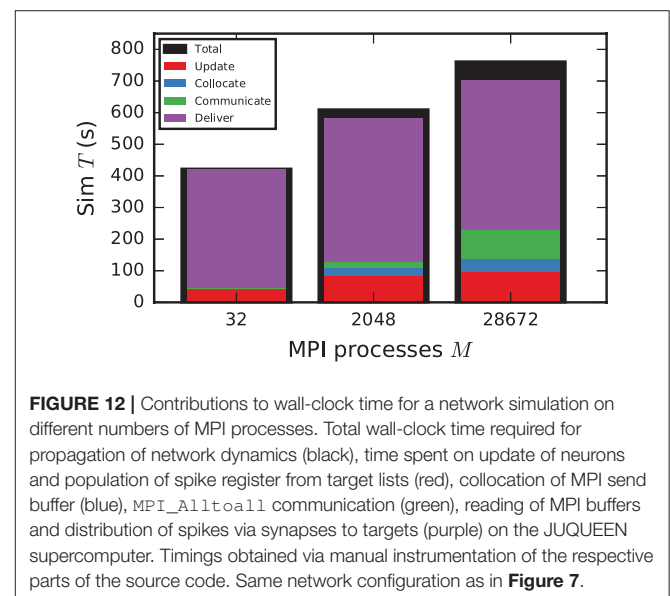 800
700
600
500
400
300
200
100
0
Sim T (s)
Total
Update
Collocate
Communicate
Deliver
32
2048
28672
MPI processes M
FIGURE 12 | Contributions to wall-clock time for a network simulation on
different numbers of MPI processes. Total wall-clock time required for
propagation of network dynamics (black), time spent on update of neurons
and population of spike register from target lists (red), collocation of MPI send
buffer (blue), MPI_Alltoall communication (green), reading of MPI buffers
and distribution of spikes via synapses to targets (purple) on the JUQUEEN
supercomputer. Timings obtained via manual instrumentation of the respective
parts of the source code. Same network configuration as in Figure 7.